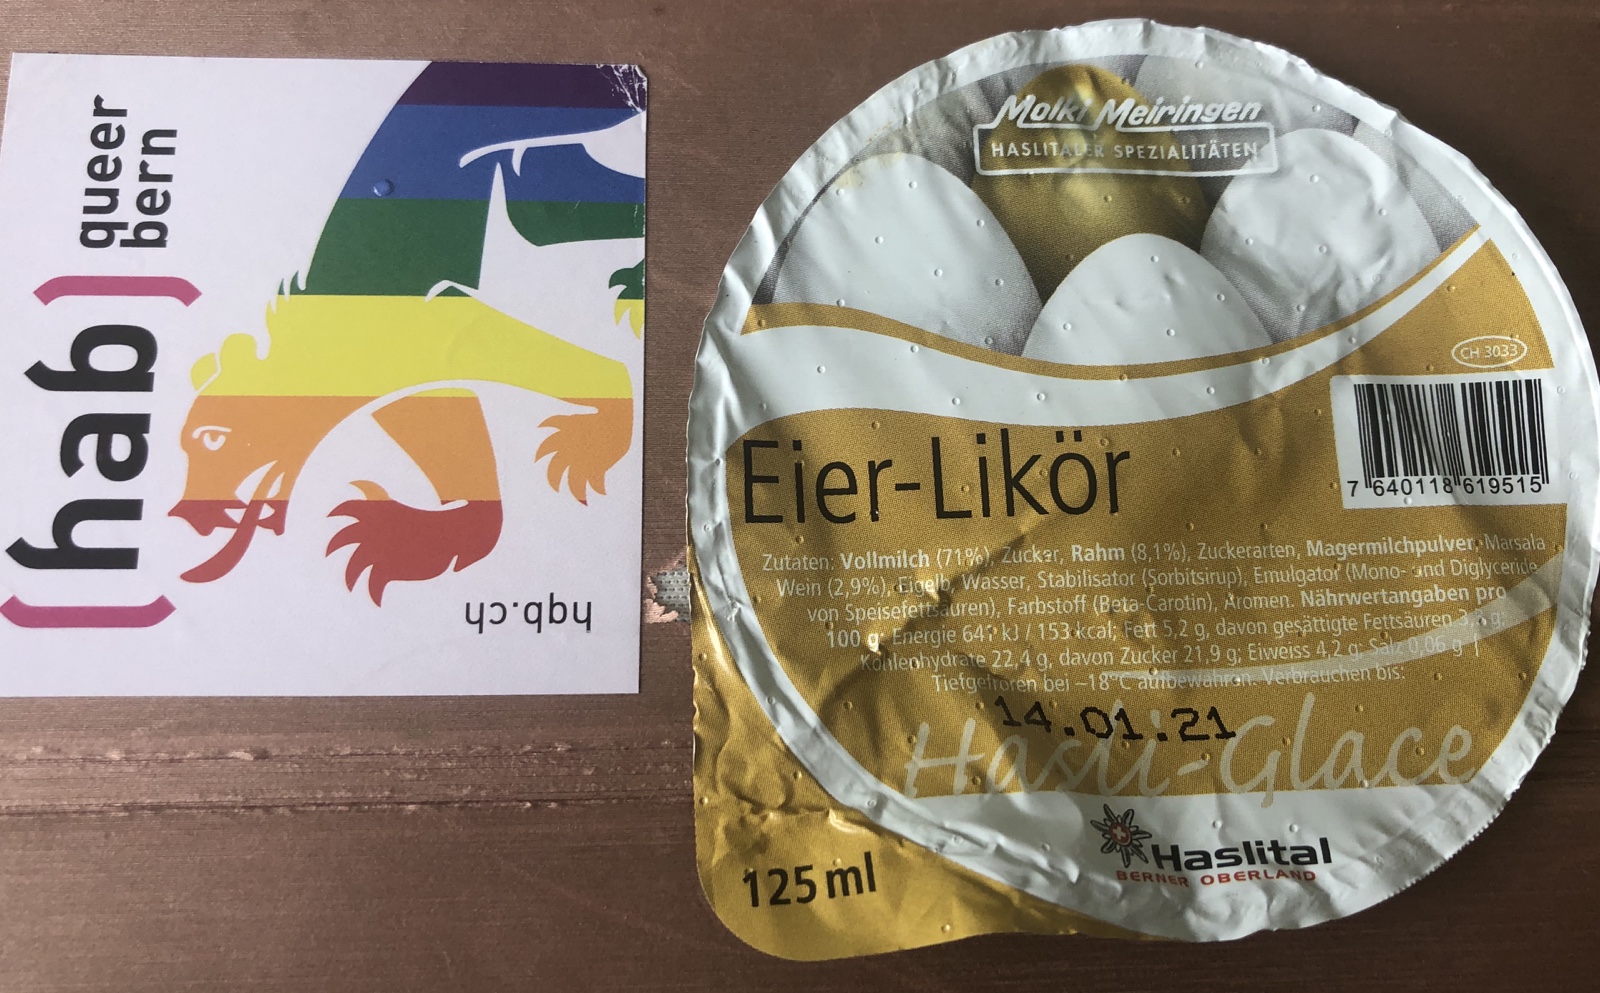 (hab) queer
bern
hqb.ch
Molki Meiringen
HASLITALER SPEZIALITÄTEN
CH 3033
7 640118 619515
Eier-Likör
Zutaten: Vollmilch (71%), Zucker, Rahm (8,1%), Zuckerarten, Magermilchpulver, Marsala
Wein (2,9%), Eigelb, Wasser, Stabilisator (Sorbitsirup), Emulgator (Mono- und Diglyceride
von Speisefettsäuren), Farbstoff (Beta-Carotin), Aromen. Nährwertangaben pro
100 g: Energie 641 kJ / 153 kcal; Fett 5,2 g, davon gesättigte Fettsäuren g;
Kohlenhydrate 22,4 g, davon Zucker 21,9 g; Eiweiss 4,2 g; Salz 0,06 g |
Tiefgefroren bei –18°C aufbewahren. Verbrauchen bis:
14.01:21
Hasli-Glace
Haslital
BERNER OBERLAND
125 ml